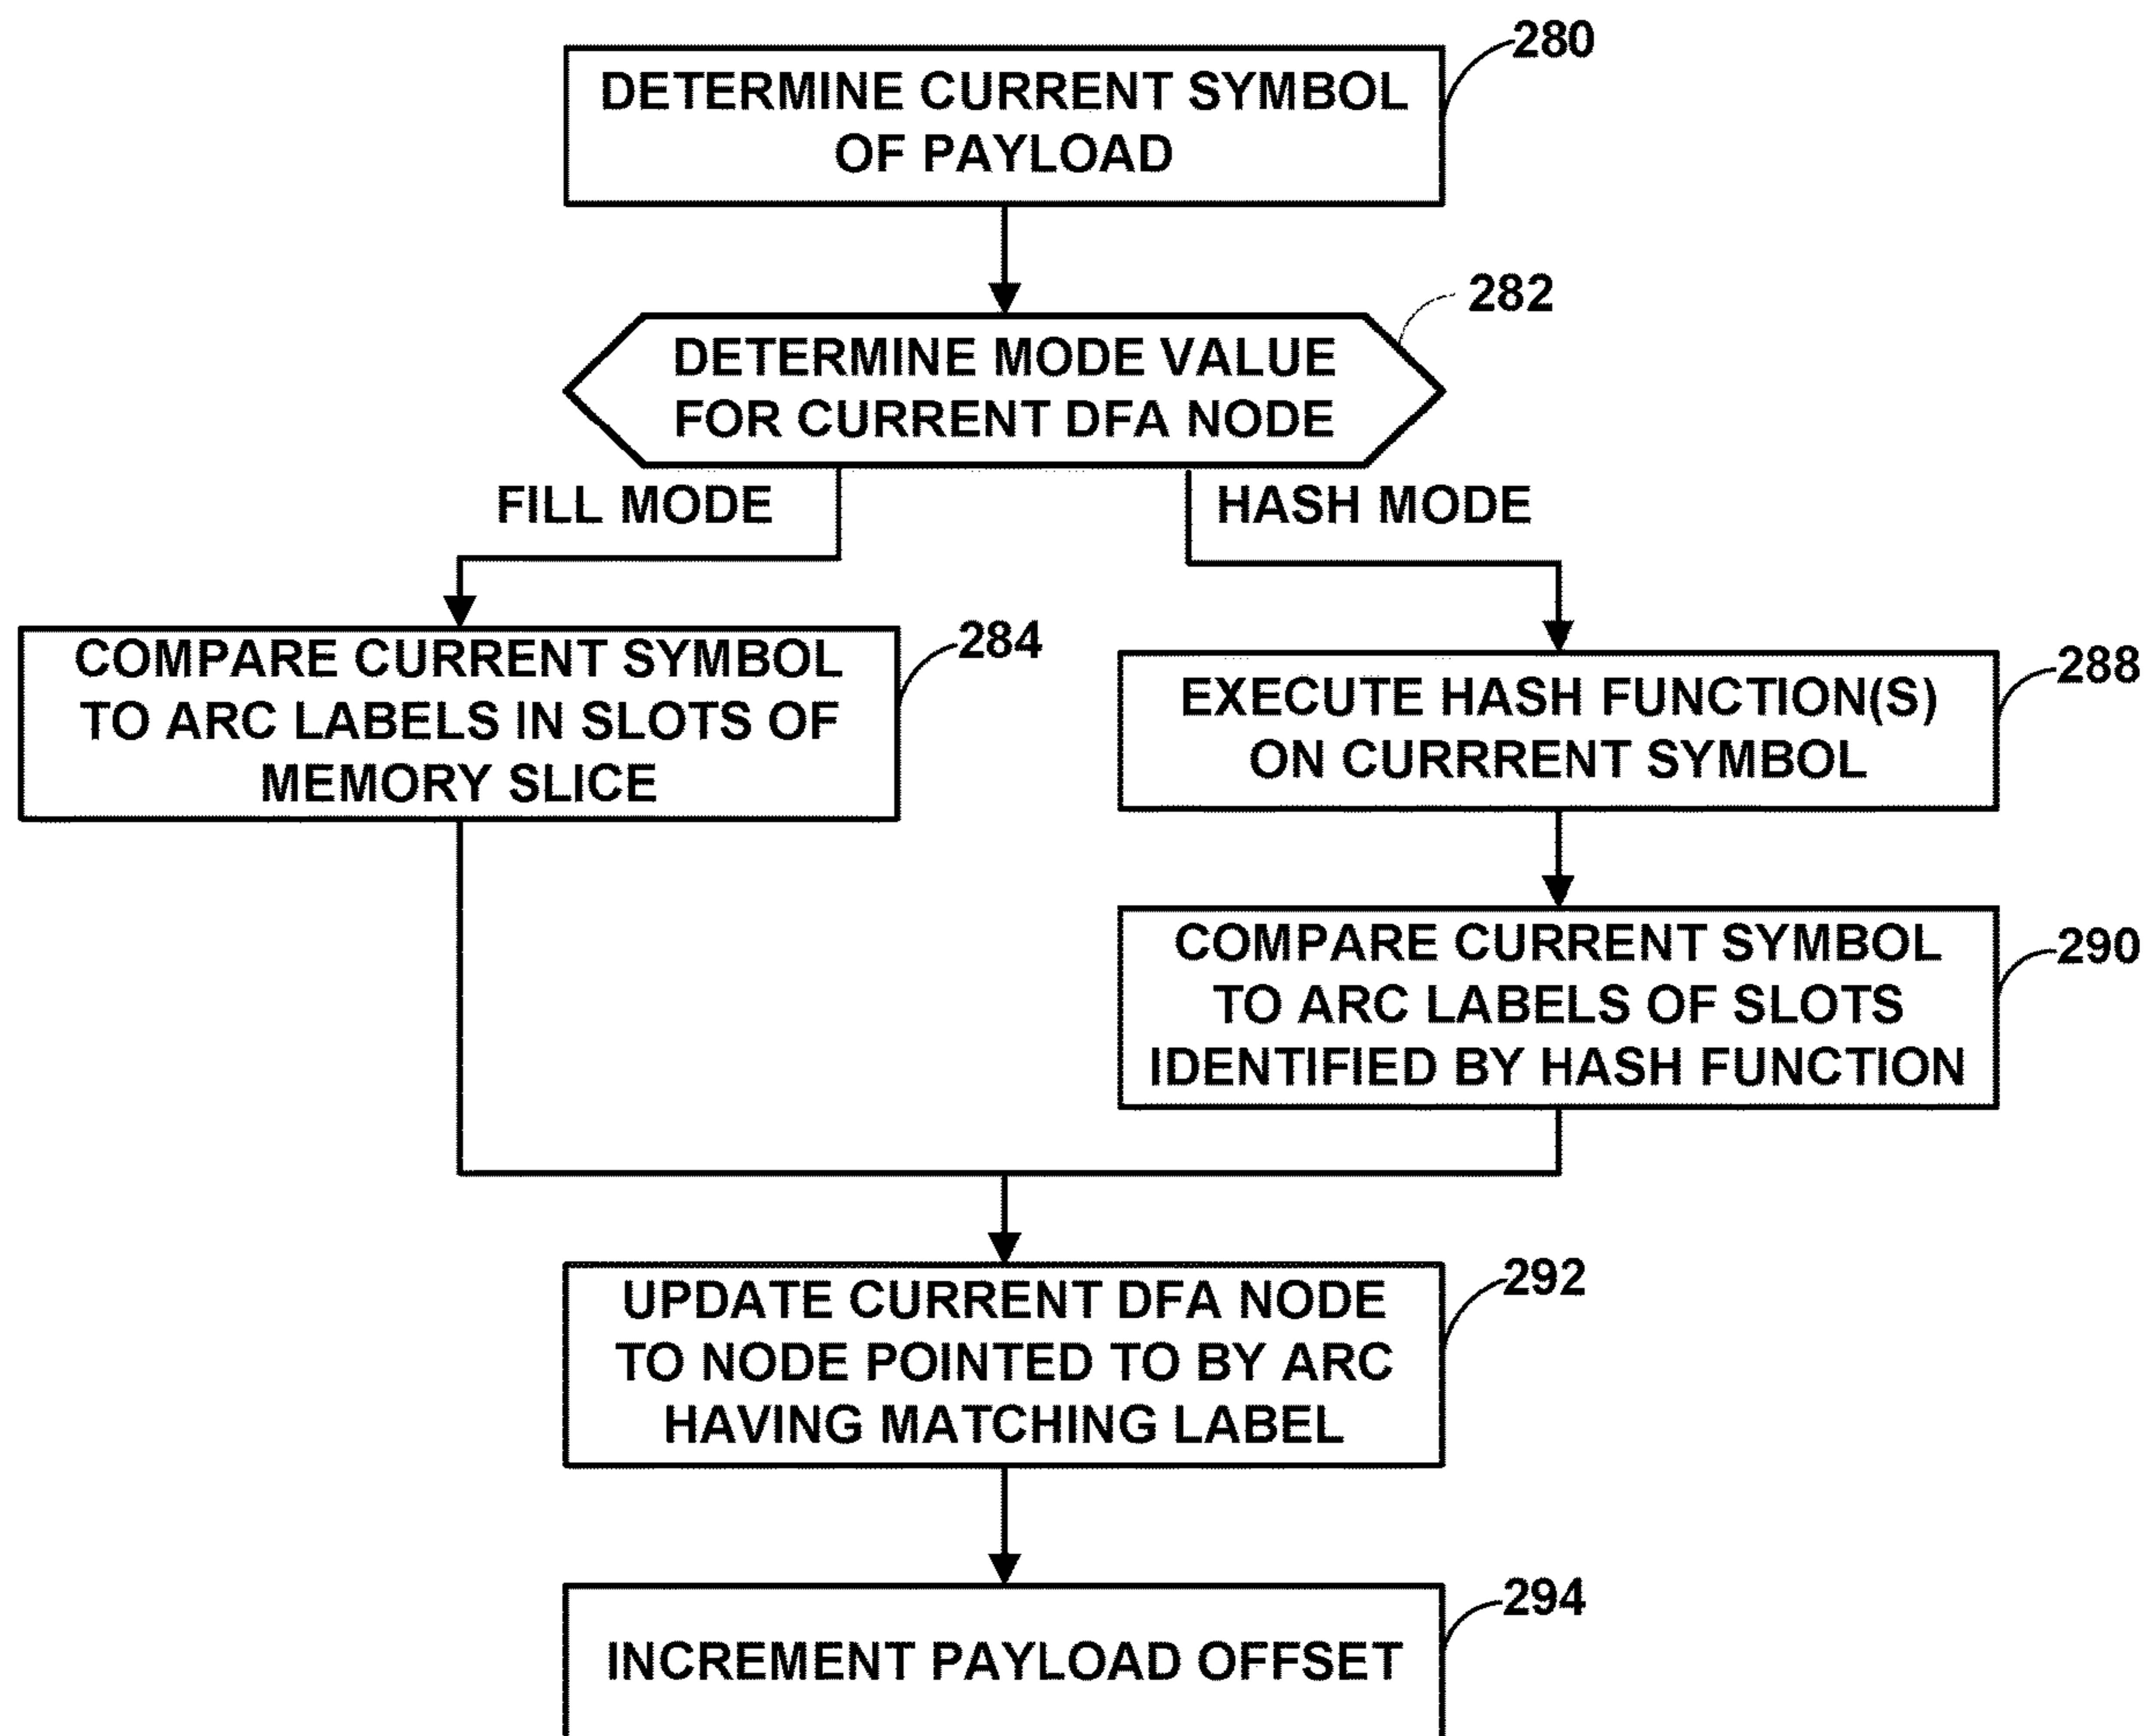 280
DETERMINE CURRENT SYMBOL
OF PAYLOAD
282
DETERMINE MODE VALUE
FOR CURRENT DFA NODE
FILL MODE
HASH MODE
284
COMPARE CURRENT SYMBOL
TO ARC LABELS IN SLOTS OF
MEMORY SLICE
288
EXECUTE HASH FUNCTION(S)
ON CURRRENT SYMBOL
290
COMPARE CURRENT SYMBOL
TO ARC LABELS OF SLOTS
IDENTIFIED BY HASH FUNCTION
292
UPDATE CURRENT DFA NODE
TO NODE POINTED TO BY ARC
HAVING MATCHING LABEL
294
INCREMENT PAYLOAD OFFSET